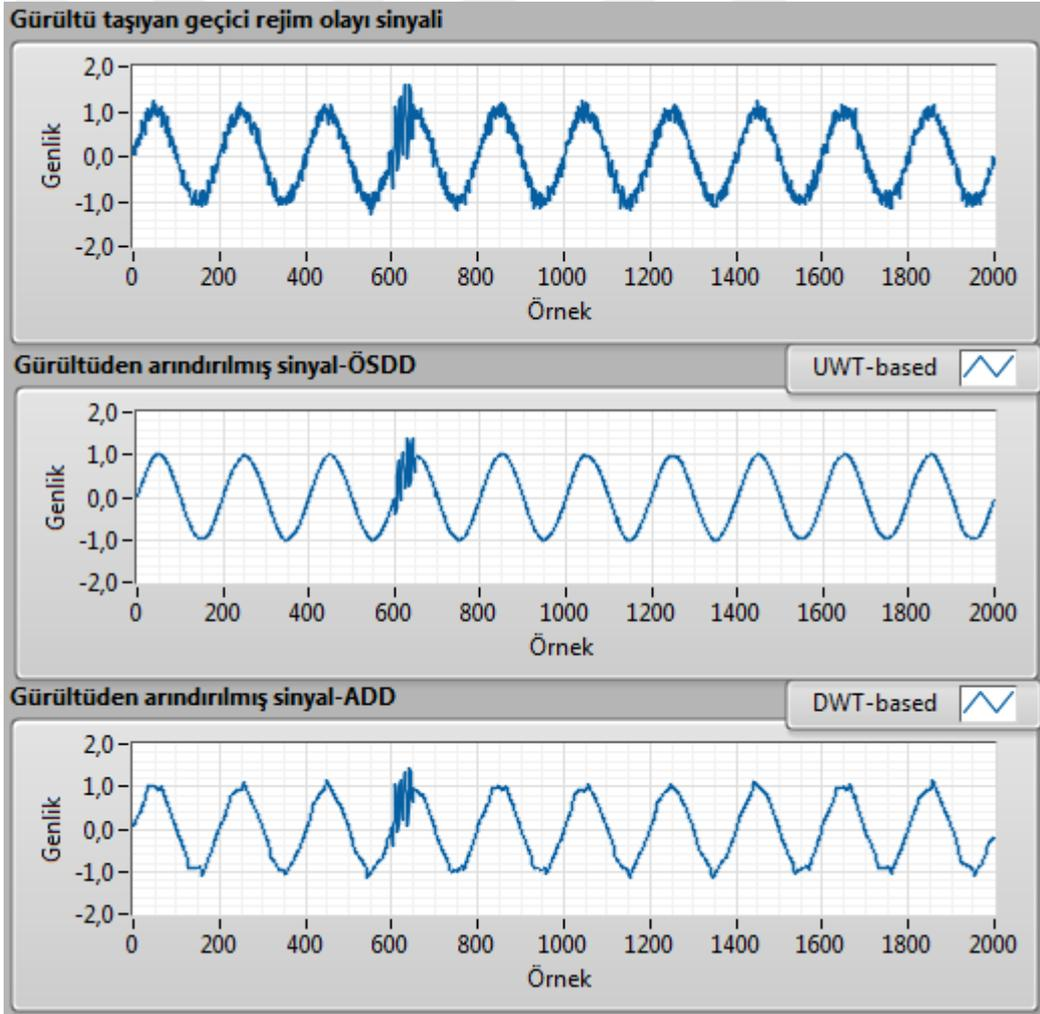 Gürültü taşıyan geçici rejim olayı sinyali
2,0
1,0
0,0
-1,0
-2,0
Genlik
0 200 400 600 800 1000 1200 1400 1600 1800 2000
Örnek
Gürültüden arındırılmış sinyal-ÖSDD
UWT-based
2,0
1,0
0,0
-1,0
-2,0
Genlik
0 200 400 600 800 1000 1200 1400 1600 1800 2000
Örnek
Gürültüden arındırılmış sinyal-ADD
DWT-based
2,0
1,0
0,0
-1,0
-2,0
Genlik
0 200 400 600 800 1000 1200 1400 1600 1800 2000
Örnek